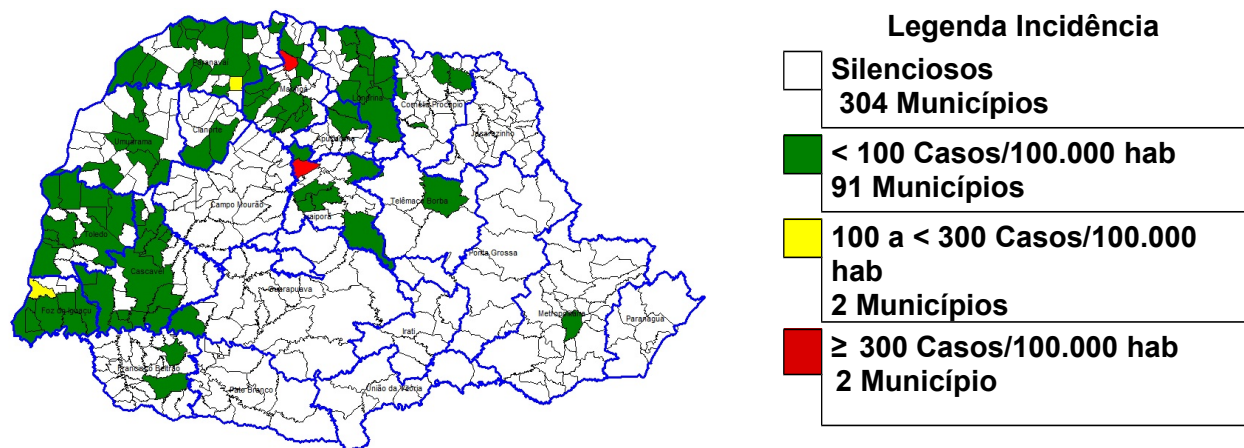 Legenda Incidência
Silenciosos
304 Municípios
< 100 Casos/100.000 hab
91 Municípios
100 a < 300 Casos/100.000
hab
2 Municípios
≥ 300 Casos/100.000 hab
2 Município
Paranavaí
Maringá
Londrina
Cornélio Procópio
Jacarezinho
Umuarama
Cianorte
Apucarana
Campo Mourão
Ivaiporã
Telêmaco Borba
Toledo
Cascavel
Ponta Grossa
Guarapuava
Foz do Iguaçu
Metropolitana
Paranaguá
Irati
Francisco Beltrão
Pato Branco
União da Vitória